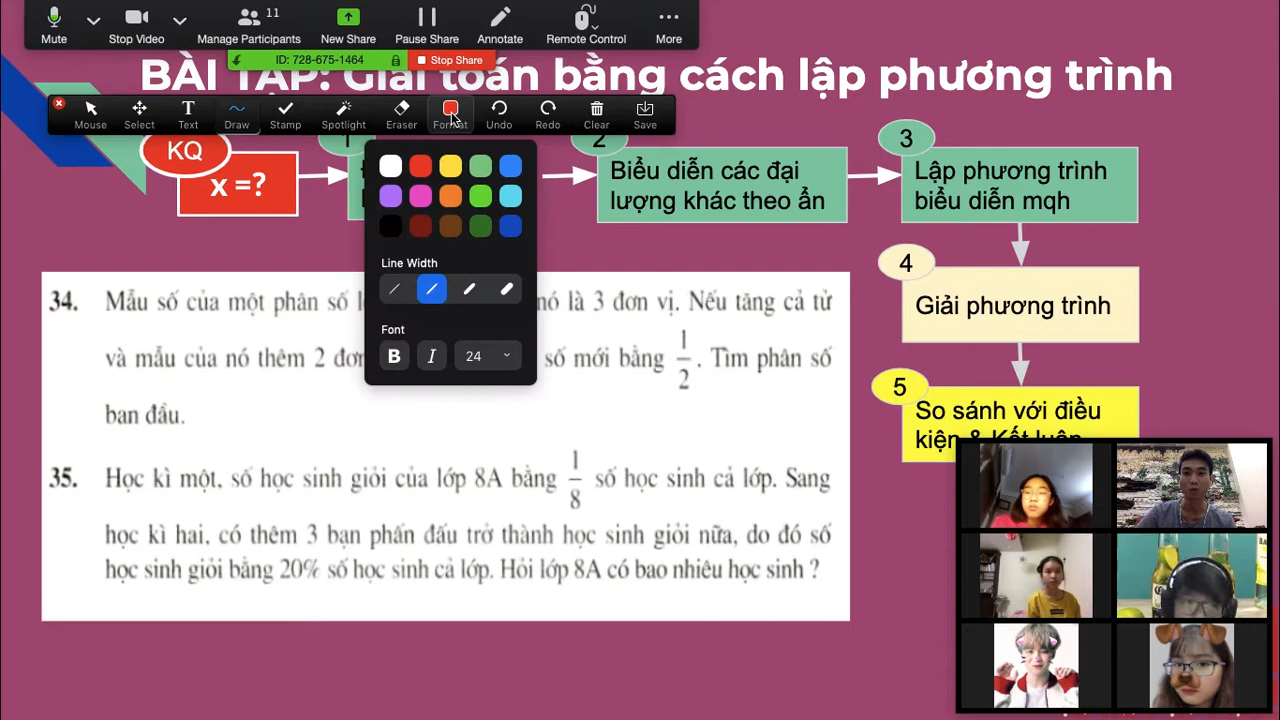 Mute
Stop Video
11
Manage Participants
New Share
Pause Share
Annotate
Remote Control
More
ID: 728-675-1464
Stop Share
BÀI TẬP: Giải toán bằng cách lập phương trình
Mouse
Select
Text
Draw
Stamp
Spotlight
Eraser
Format
Undo
Redo
Clear
Save
KQ
x =?
1
2
Biểu diễn các đại
lượng khác theo ẩn
3
Lập phương trình
biểu diễn mqh
4
Giải phương trình
5
So sánh với điều
kiện & Kết luận
Line Width
Font
B
I
24
34. Mẫu số của một phân số nó là 3 đơn vị. Nếu tăng cả tử
và mẫu của nó thêm 2 đơn số mới bằng 1/2. Tìm phân số
ban đầu.
35. Học kì một, số học sinh giỏi của lớp 8A bằng 1/8 số học sinh cả lớp. Sang
học kì hai, có thêm 3 bạn phấn đấu trở thành học sinh giỏi nữa, do đó số
học sinh giỏi bằng 20% số học sinh cả lớp. Hỏi lớp 8A có bao nhiêu học sinh ?